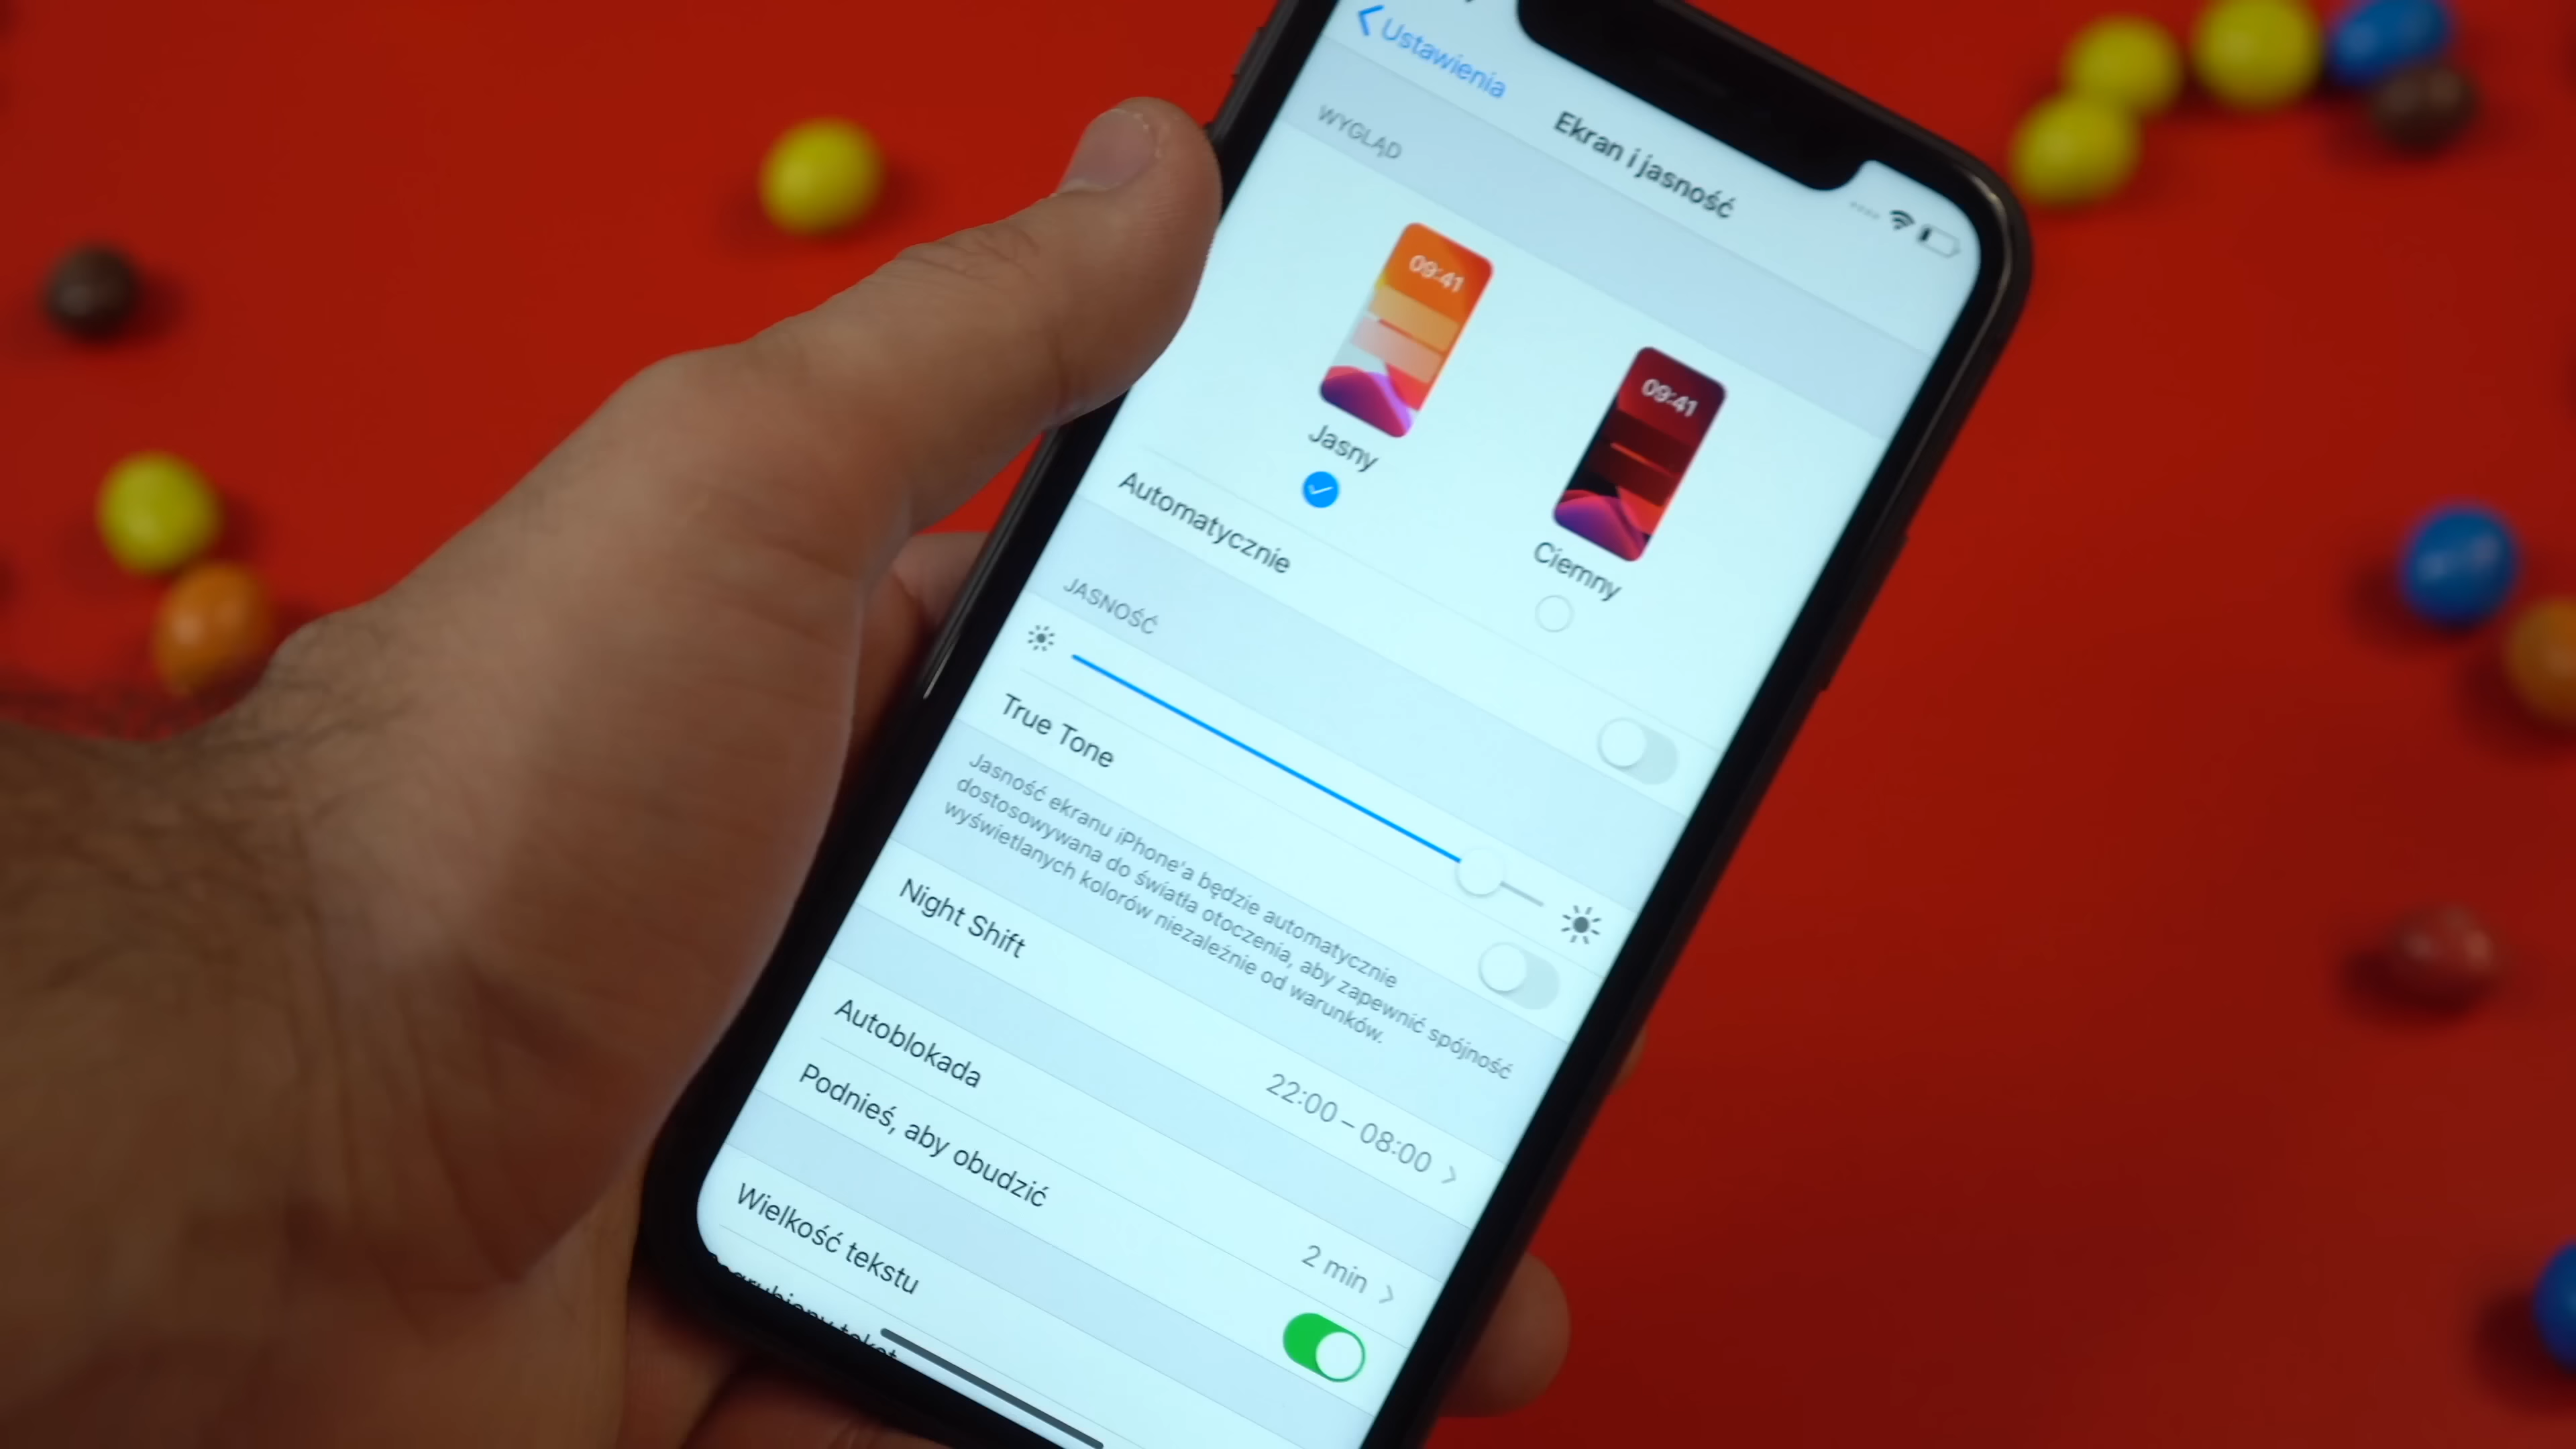 Ustawienia
Ekran i jasność
WYGLĄD
09:41
09:41
Jasny
Ciemny
Automatycznie
JASNOŚĆ
True Tone
Jasność ekranu iPhone'a będzie automatycznie
dostosowywana do światła otoczenia, aby zapewnić spójność
wyświetlanych kolorów niezależnie od warunków.
Night Shift
22:00 – 08:00
Autoblokada
2 min
Podnieś, aby obudzić
Wielkość tekstu